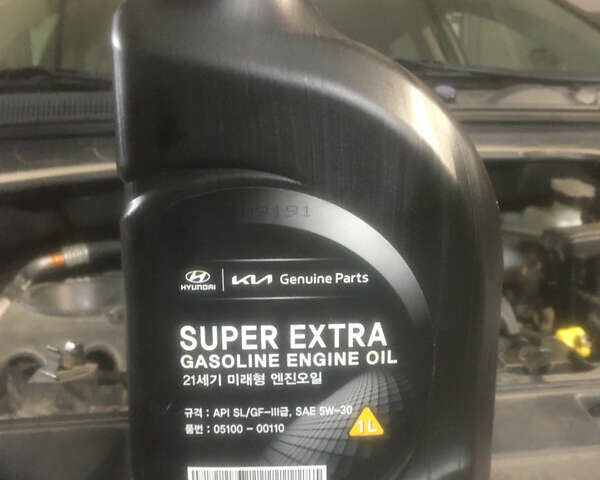 09191
HYUNDAI | KIA Genuine Parts
SUPER EXTRA
GASOLINE ENGINE OIL
21세기 미래형 엔진오일
규격 : API SL/GF-III급, SAE 5W-30
품번 : 05100 - 00110
1L